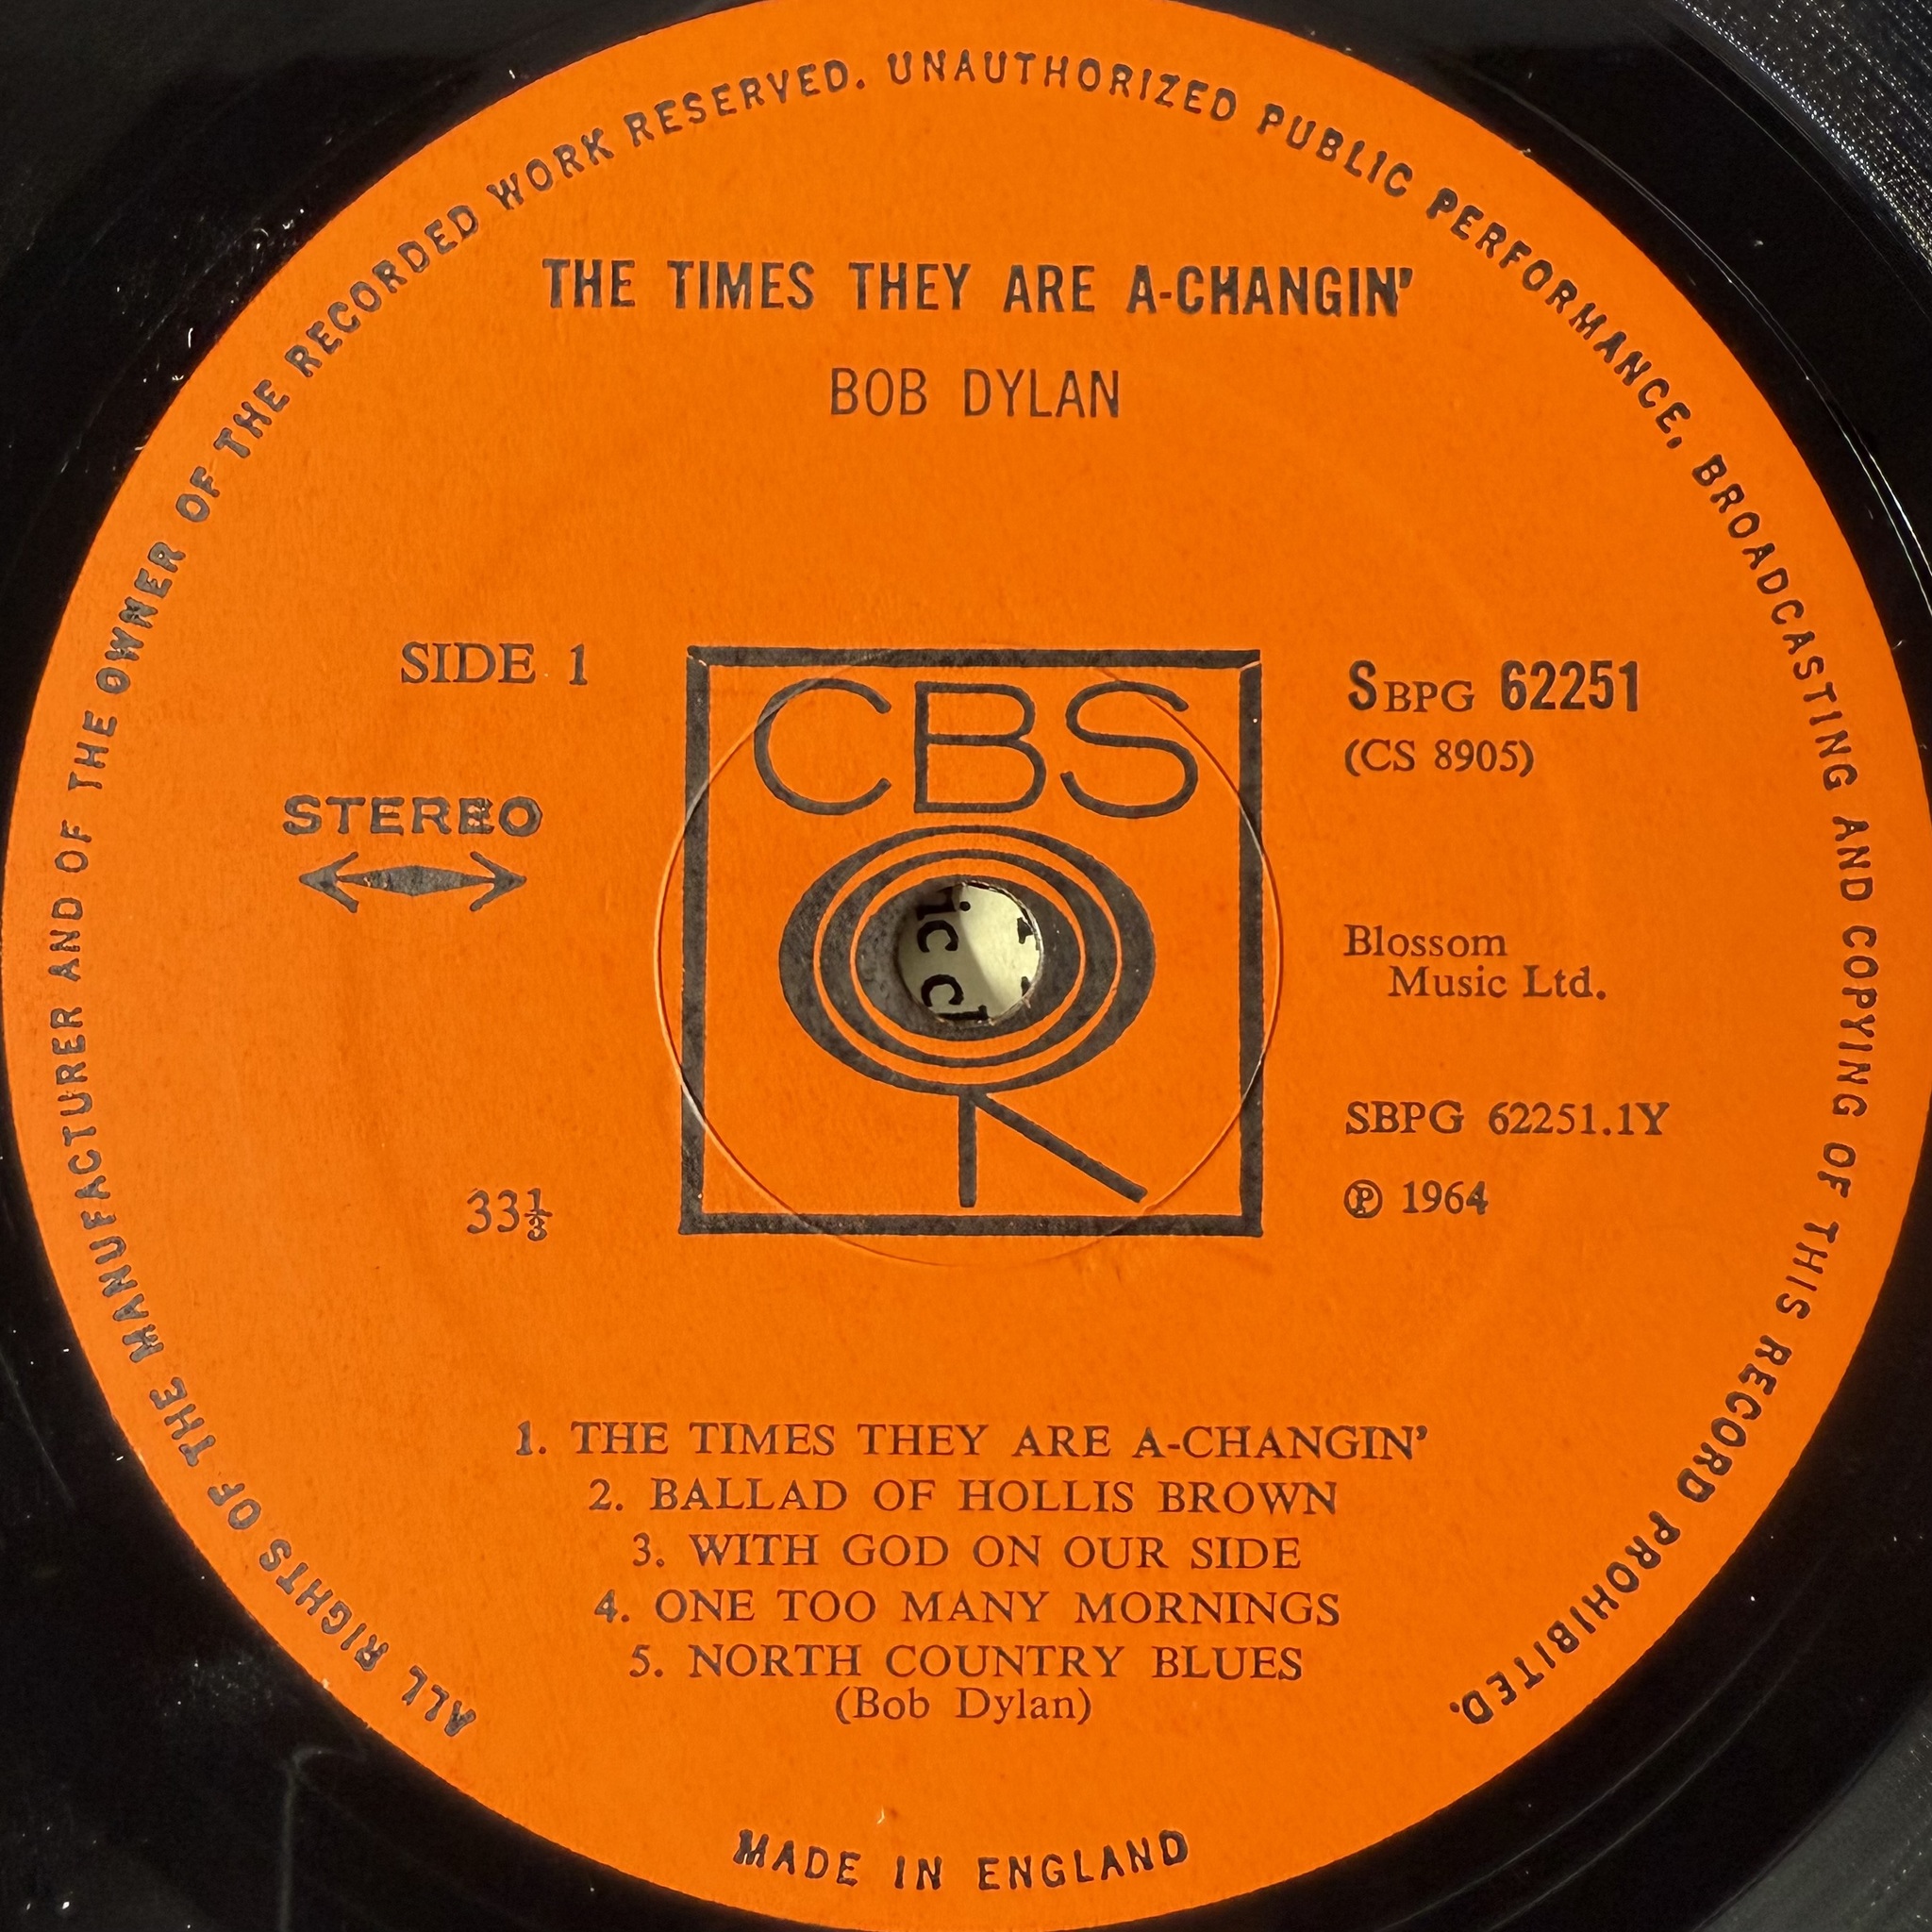 ALL RIGHTS OF THE MANUFACTURER AND OF THE OWNER OF THE RECORDED WORK RESERVED. UNAUTHORIZED PUBLIC PERFORMANCE, BROADCASTING AND COPYING OF THIS RECORD PROHIBITED.
THE TIMES THEY ARE A-CHANGIN'
BOB DYLAN
SIDE 1
STEREO
33⅓
CBS
SBPG 62251
(CS 8905)
Blossom
Music Ltd.
SBPG 62251.1Y
℗ 1964
1. THE TIMES THEY ARE A-CHANGIN'
2. BALLAD OF HOLLIS BROWN
3. WITH GOD ON OUR SIDE
4. ONE TOO MANY MORNINGS
5. NORTH COUNTRY BLUES
(Bob Dylan)
MADE IN ENGLAND